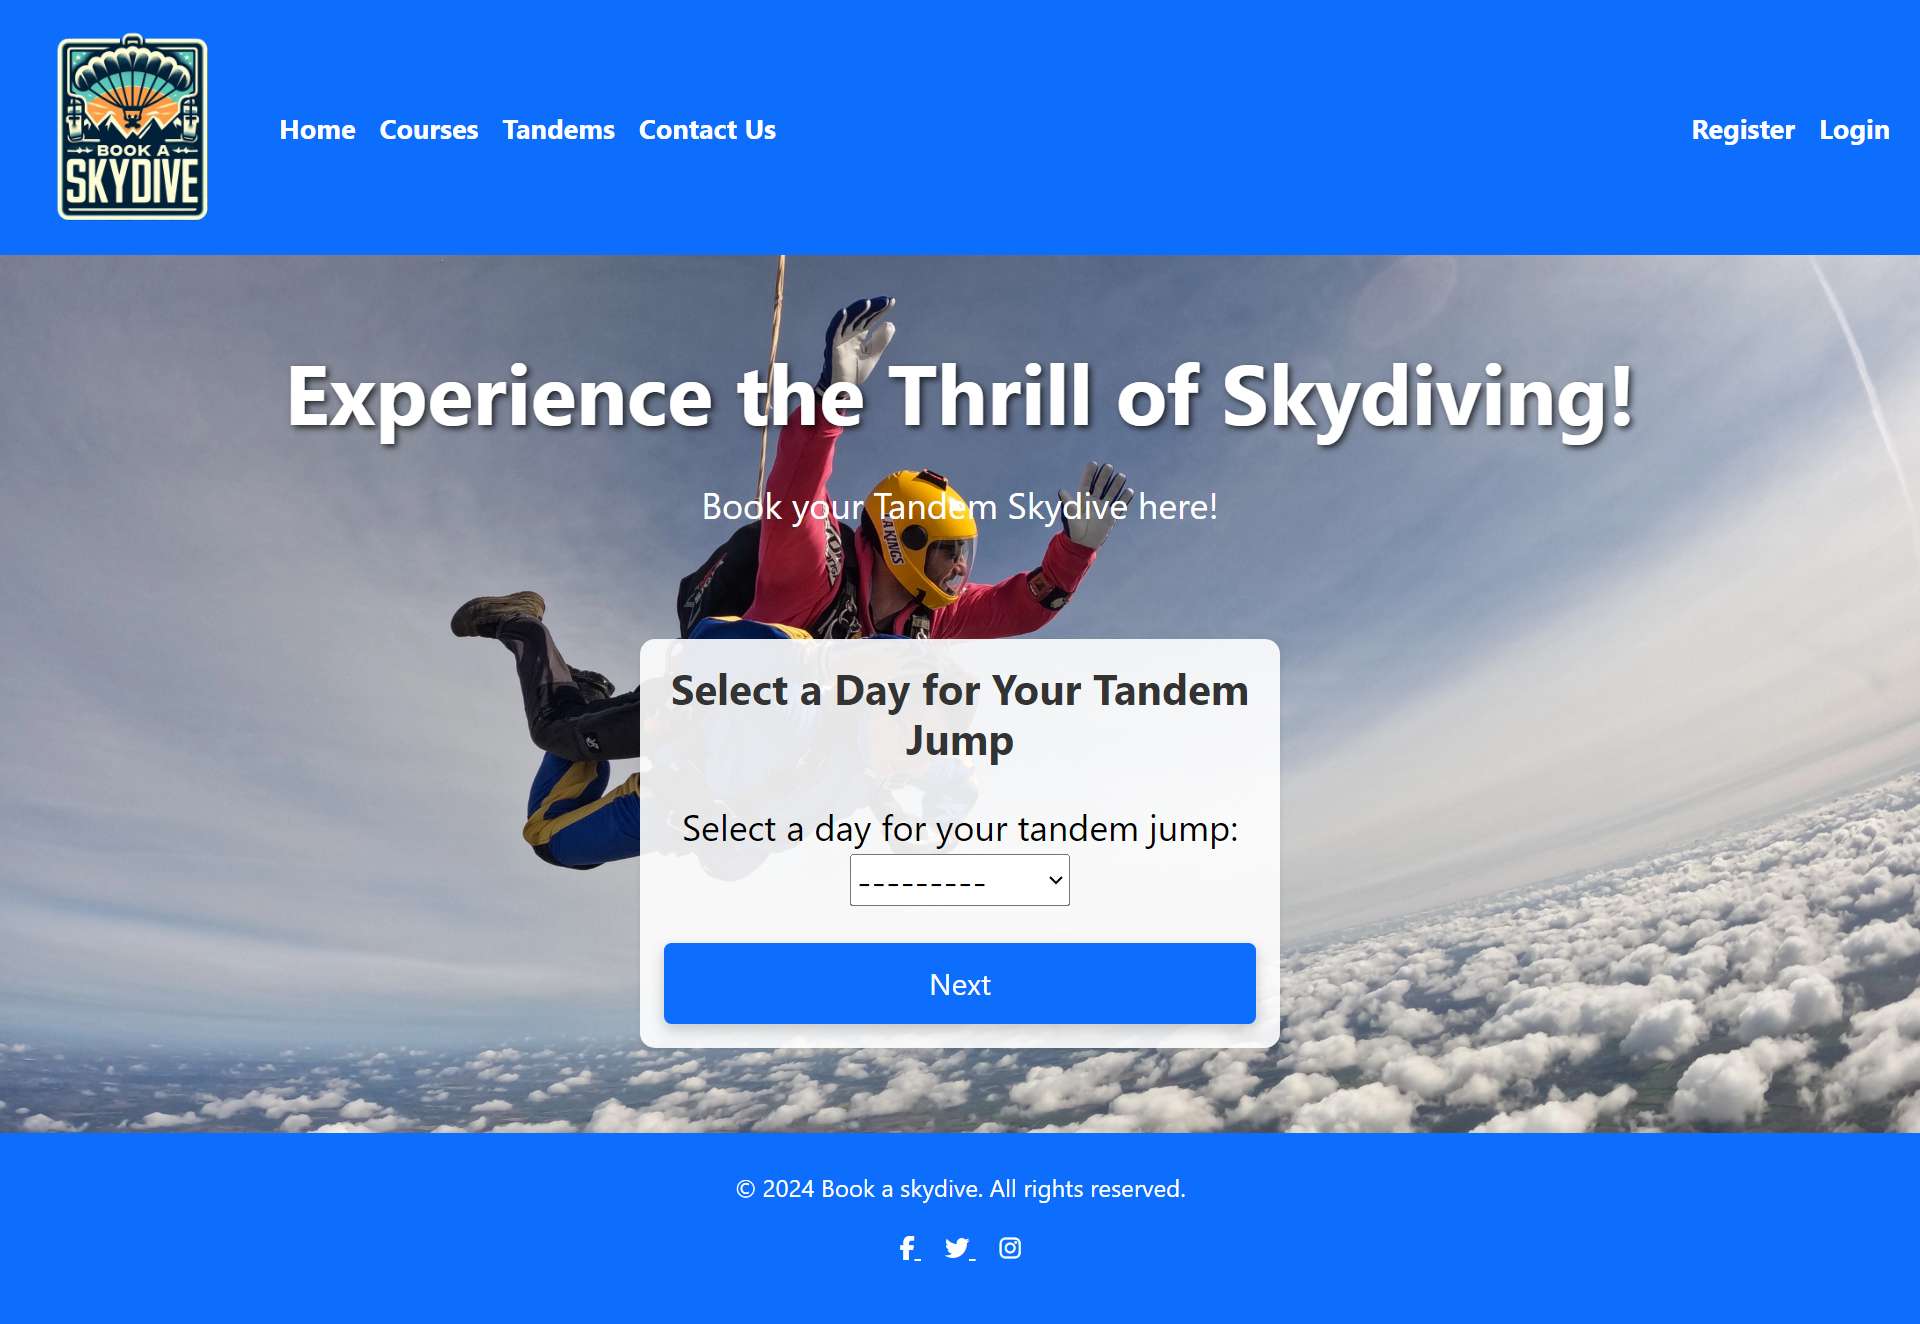 BOOK A
SKYDIVE
Home Courses Tandems Contact Us Register Login
Experience the Thrill of Skydiving!
Book your Tandem Skydive here!
KINGS
Select a Day for Your Tandem
Jump
Select a day for your tandem jump:
---------
Next
© 2024 Book a skydive. All rights reserved.